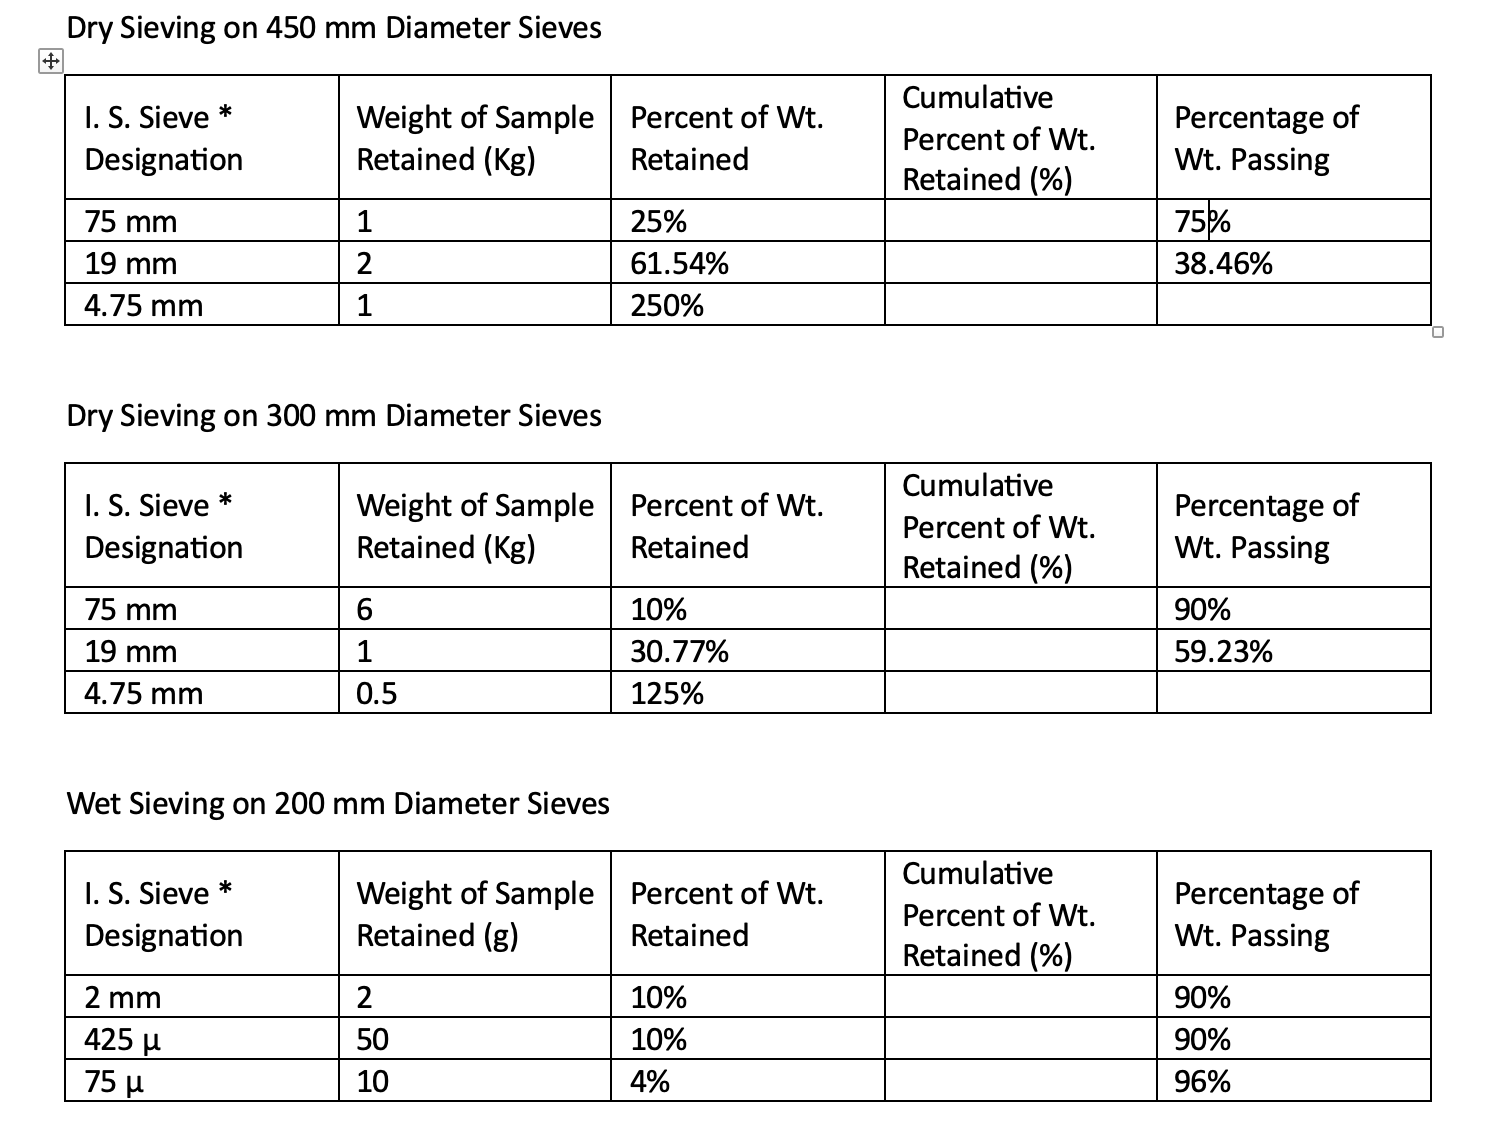 Dry Sieving on 450 mm Diameter Sieves
I. S. Sieve * Designation | Weight of Sample Retained (Kg) | Percent of Wt. Retained | Cumulative Percent of Wt. Retained (%) | Percentage of Wt. Passing
75 mm | 1 | 25% | | 75%
19 mm | 2 | 61.54% | | 38.46%
4.75 mm | 1 | 250% | |
Dry Sieving on 300 mm Diameter Sieves
I. S. Sieve * Designation | Weight of Sample Retained (Kg) | Percent of Wt. Retained | Cumulative Percent of Wt. Retained (%) | Percentage of Wt. Passing
75 mm | 6 | 10% | | 90%
19 mm | 1 | 30.77% | | 59.23%
4.75 mm | 0.5 | 125% | |
Wet Sieving on 200 mm Diameter Sieves
I. S. Sieve * Designation | Weight of Sample Retained (g) | Percent of Wt. Retained | Cumulative Percent of Wt. Retained (%) | Percentage of Wt. Passing
2 mm | 2 | 10% | | 90%
425 μ | 50 | 10% | | 90%
75 μ | 10 | 4% | | 96%